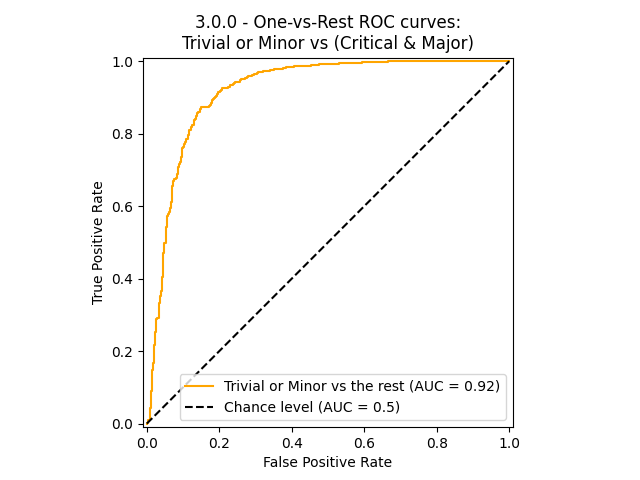 3.0.0 - One-vs-Rest ROC curves:
Trivial or Minor vs (Critical & Major)
1.0
0.8
0.6
0.4
0.2
0.0
True Positive Rate
Trivial or Minor vs the rest (AUC = 0.92)
Chance level (AUC = 0.5)
0.0 0.2 0.4 0.6 0.8 1.0
False Positive Rate